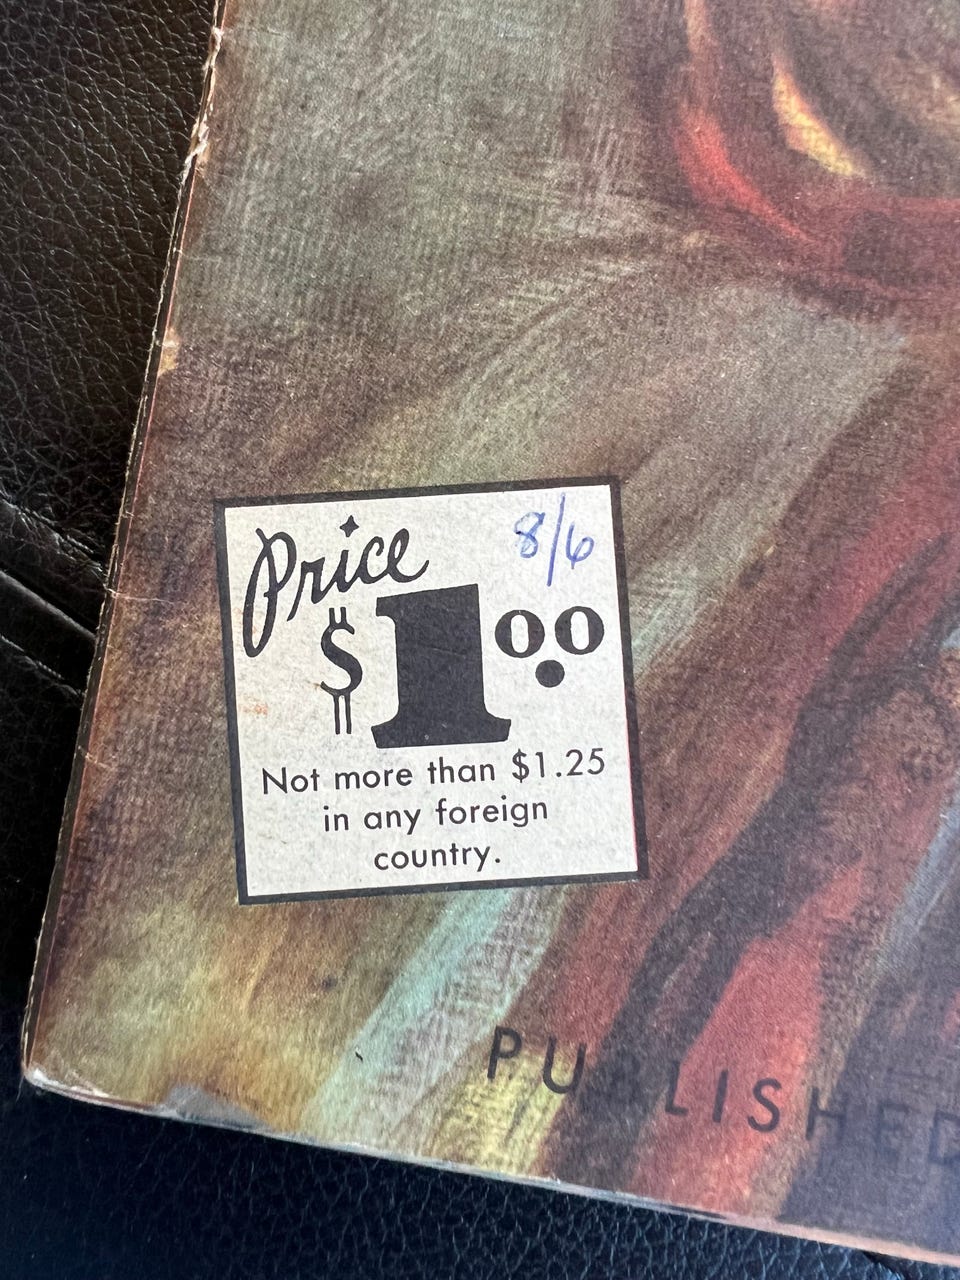 Price 8/6
$1.00
Not more than $1.25
in any foreign
country.
PUBLISHED